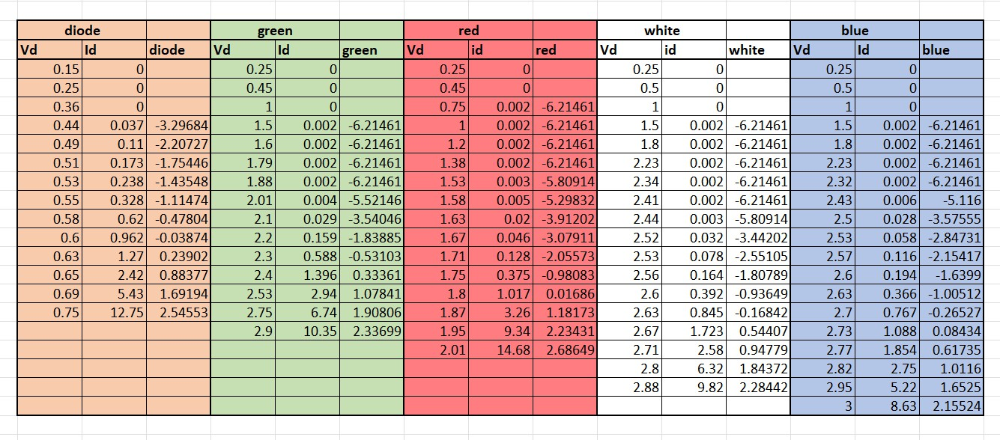 diode green red white blue
Vd Id diode Vd Id green Vd id red Vd id white Vd Id blue
0.15 0 0.25 0 0.25 0 0.25 0 0.25 0
0.25 0 0.45 0 0.45 0 0.5 0 0.5 0
0.36 0 1 0 0.75 0.002 -6.21461 1 0 1 0
0.44 0.037 -3.29684 1.5 0.002 -6.21461 1 0.002 -6.21461 1.5 0.002 -6.21461 1.5 0.002 -6.21461
0.49 0.11 -2.20727 1.6 0.002 -6.21461 1.2 0.002 -6.21461 1.8 0.002 -6.21461 1.8 0.002 -6.21461
0.51 0.173 -1.75446 1.79 0.002 -6.21461 1.38 0.002 -6.21461 2.23 0.002 -6.21461 2.23 0.002 -6.21461
0.53 0.238 -1.43548 1.88 0.002 -6.21461 1.53 0.003 -5.80914 2.34 0.002 -6.21461 2.32 0.002 -6.21461
0.55 0.328 -1.11474 2.01 0.004 -5.52146 1.58 0.005 -5.29832 2.41 0.002 -6.21461 2.43 0.006 -5.116
0.58 0.62 -0.47804 2.1 0.029 -3.54046 1.63 0.02 -3.91202 2.44 0.003 -5.80914 2.5 0.028 -3.57555
0.6 0.962 -0.03874 2.2 0.159 -1.83885 1.67 0.046 -3.07911 2.52 0.032 -3.44202 2.53 0.058 -2.84731
0.63 1.27 0.23902 2.3 0.588 -0.53103 1.71 0.128 -2.05573 2.53 0.078 -2.55105 2.57 0.116 -2.15417
0.65 2.42 0.88377 2.4 1.396 0.33361 1.75 0.375 -0.98083 2.56 0.164 -1.80789 2.6 0.194 -1.6399
0.69 5.43 1.69194 2.53 2.94 1.07841 1.8 1.017 0.01686 2.6 0.392 -0.93649 2.63 0.366 -1.00512
0.75 12.75 2.54553 2.75 6.74 1.90806 1.87 3.26 1.18173 2.63 0.845 -0.16842 2.7 0.767 -0.26527
2.9 10.35 2.33699 1.95 9.34 2.23431 2.67 1.723 0.54407 2.73 1.088 0.08434
2.01 14.68 2.68649 2.71 2.58 0.94779 2.77 1.854 0.61735
2.8 6.32 1.84372 2.82 2.75 1.0116
2.88 9.82 2.28442 2.95 5.22 1.6525
3 8.63 2.15524